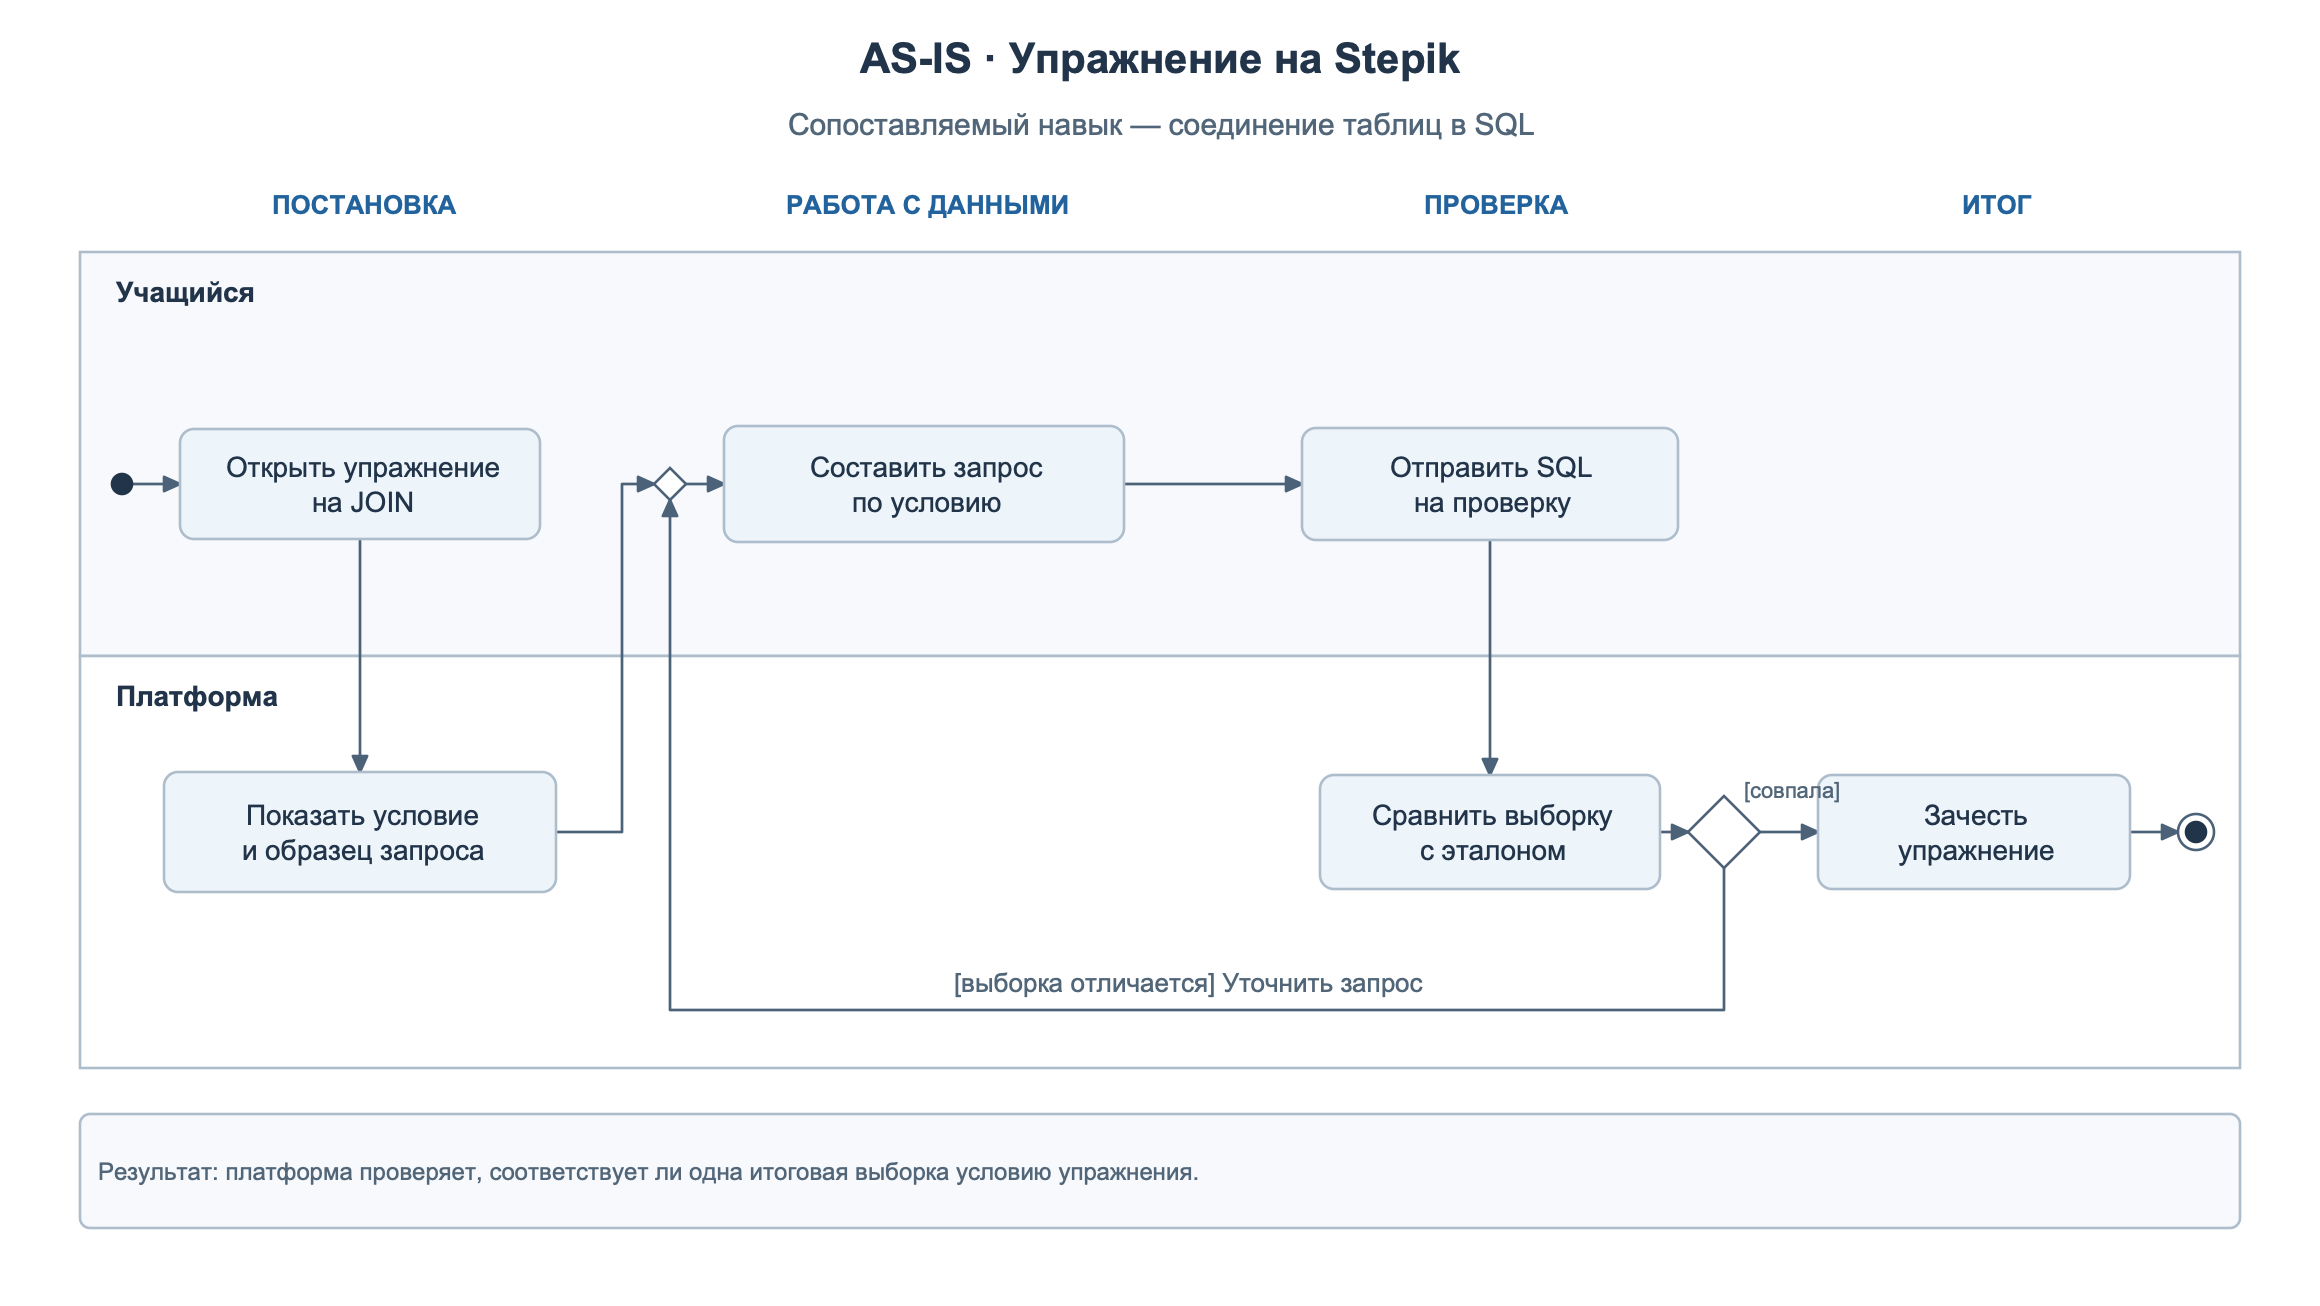 AS-IS · Упражнение на Stepik
Сопоставляемый навык — соединение таблиц в SQL
ПОСТАНОВКА
РАБОТА С ДАННЫМИ
ПРОВЕРКА
ИТОГ
Учащийся
Открыть упражнение
на JOIN
Составить запрос
по условию
Отправить SQL
на проверку
Платформа
Показать условие
и образец запроса
Сравнить выборку
с эталоном
[совпала]
Зачесть
упражнение
[выборка отличается] Уточнить запрос
Результат: платформа проверяет, соответствует ли одна итоговая выборка условию упражнения.